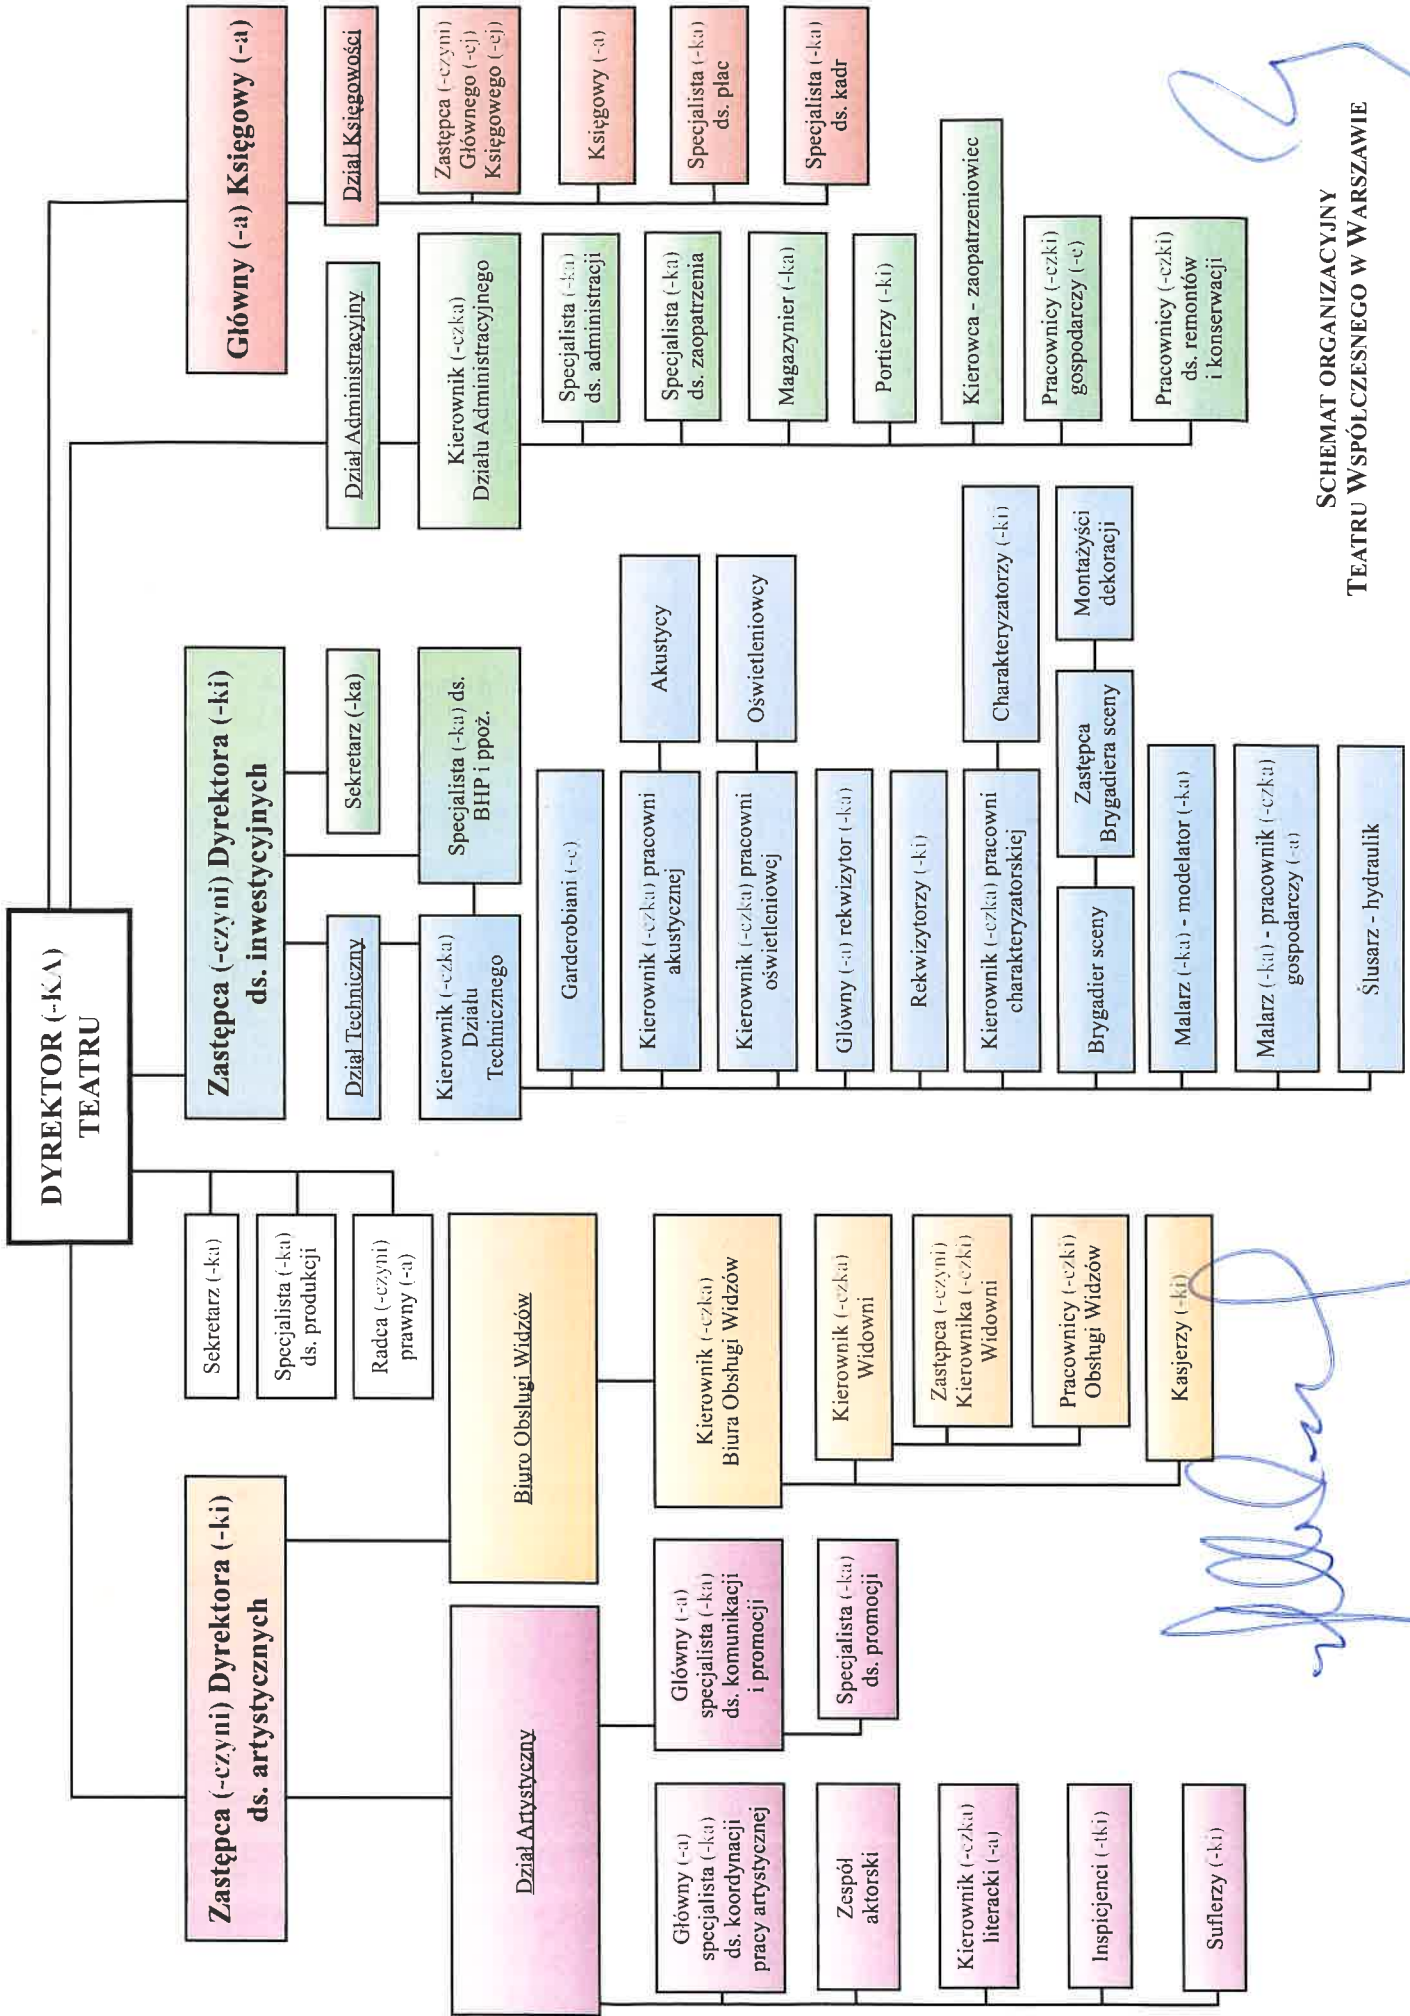 DYREKTOR (-KA)
TEATRU
Zastępca (-czyni) Dyrektora (-ki)
ds. artystycznych
Dział Artystyczny
Główny (-a)
specjalista (-ka)
ds. koordynacji
pracy artystycznej
Zespół
aktorski
Kierownik (-czka)
literacki (-a)
Inspicjenci (-tki)
Suflerzy (-ki)
Główny (-a)
specjalista (-ka)
ds. komunikacji
i promocji
Specjalista (-ka)
ds. promocji
Biuro Obsługi Widzów
Kierownik (-czka)
Biura Obsługi Widzów
Kierownik (-czka)
Widowni
Zastępca (-czyni)
Kierownika (-czki)
Widowni
Pracownicy (-czki)
Obsługi Widzów
Kasjerzy (-ki)
Sekretarz (-ka)
Specjalista (-ka)
ds. produkcji
Radca (-czyni)
prawny (-a)
Zastępca (-czyni) Dyrektora (-ki)
ds. inwestycyjnych
Sekretarz (-ka)
Specjalista (-ka) ds.
BHP i ppoż.
Dział Techniczny
Kierownik (-czka)
Działu
Technicznego
Garderobiani (-e)
Kierownik (-czka) pracowni
akustycznej
Akustycy
Kierownik (-czka) pracowni
oświetleniowej
Oświetleniowcy
Główny (-a) rekwizytor (-ka)
Rekwizytorzy (-ki)
Kierownik (-czka) pracowni
charakteryzatorskiej
Charakteryzatorzy (-ki)
Brygadier sceny
Zastępca
Brygadiera sceny
Montażyści
dekoracji
Malarz (-ka) - modelator (-ka)
Malarz (-ka) - pracownik (-czka)
gospodarczy (-a)
Ślusarz - hydraulik
Dział Administracyjny
Kierownik (-czka)
Działu Administracyjnego
Specjalista (-ka)
ds. administracji
Specjalista (-ka)
ds. zaopatrzenia
Magazynier (-ka)
Portierzy (-ki)
Kierowca - zaopatrzeniowiec
Pracownicy (-czki)
gospodarczy (-e)
Pracownicy (-czki)
ds. remontów
i konserwacji
Główny (-a) Księgowy (-a)
Dział Księgowości
Zastępca (-czyni)
Głównego (-ej)
Księgowego (-ej)
Księgowy (-a)
Specjalista (-ka)
ds. płac
Specjalista (-ka)
ds. kadr
SCHEMAT ORGANIZACYJNY
TEATRU WSPÓŁCZESNEGO W WARSZAWIE